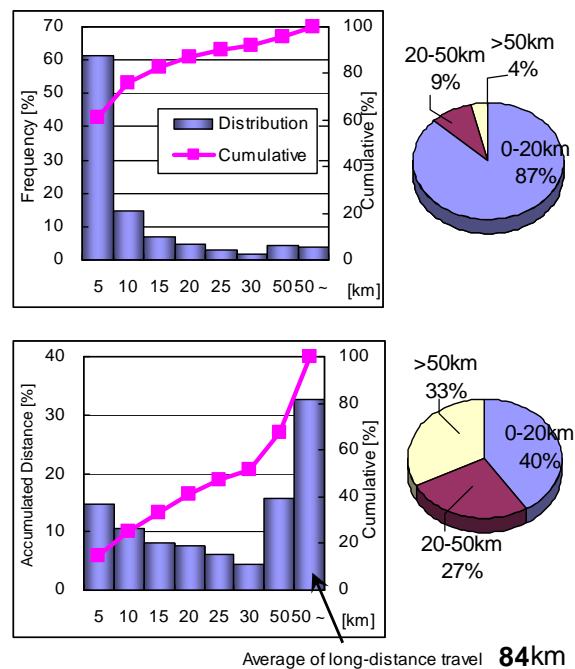 70
60
50
40
30
20
10
0
Frequency [%]
100
80
60
40
20
0
Cumulative [%]
Distribution
Cumulative
5 10 15 20 25 30 50 50 ~ [km]
20-50km
9%
>50km
4%
0-20km
87%
40
30
20
10
0
Accumulated Distance [%]
100
80
60
40
20
0
Cumulative [%]
5 10 15 20 25 30 50 50 ~ [km]
>50km
33%
0-20km
40%
20-50km
27%
Average of long-distance travel 84km